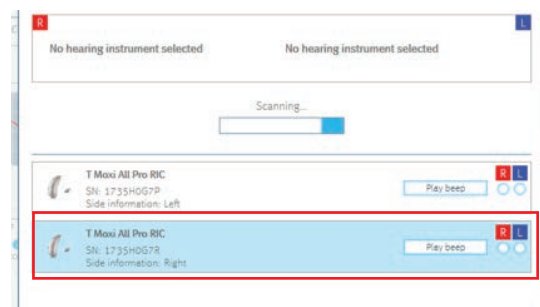 R L
No hearing instrument selected No hearing instrument selected
Scanning...
T Moxi All Pro RIC R L
SN: 1735H0G7P Play beep
Side information: Left
T Moxi All Pro RIC R L
SN: 1735H0G7R Play beep
Side information: Right